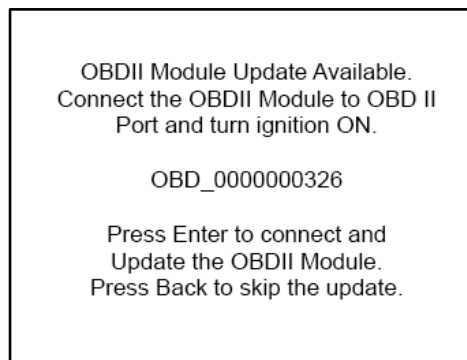 OBDII Module Update Available.
Connect the OBDII Module to OBD II
Port and turn ignition ON.
OBD_0000000326
Press Enter to connect and
Update the OBDII Module.
Press Back to skip the update.